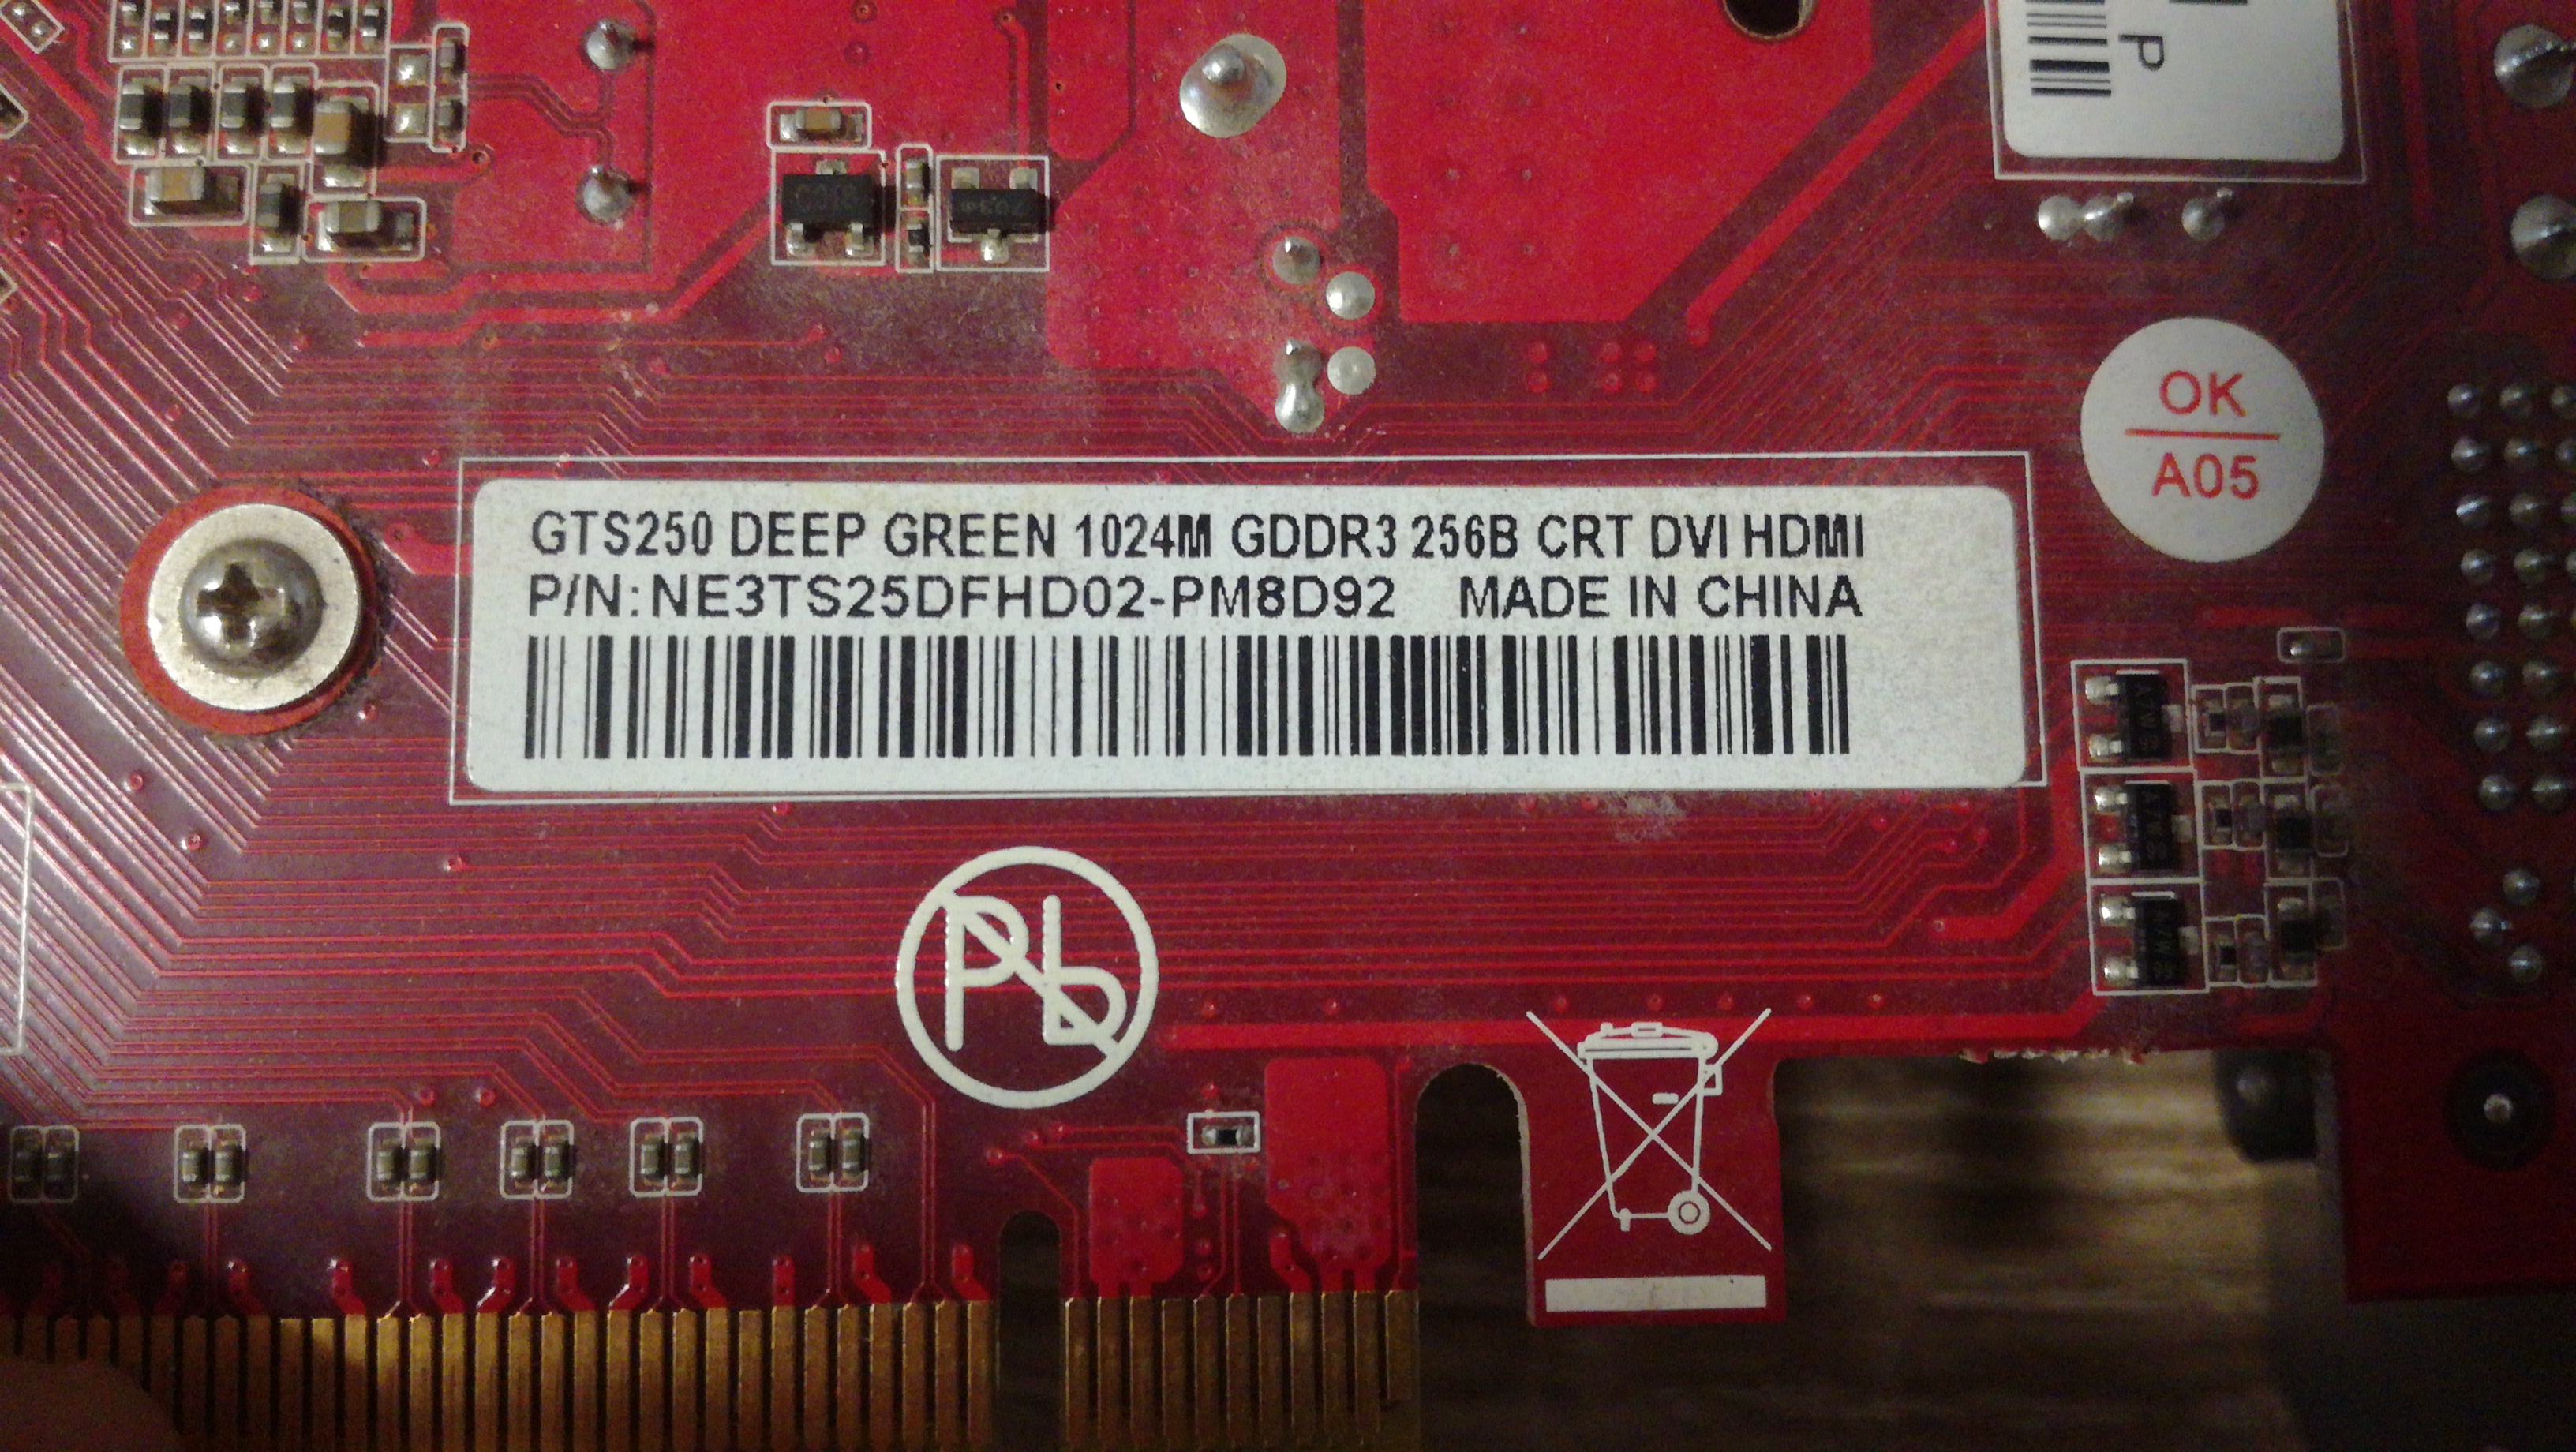 P
OK
A05
GTS250 DEEP GREEN 1024M GDDR3 256B CRT DVI HDMI
P/N:NE3TS25DFHD02-PM8D92 MADE IN CHINA
Pb